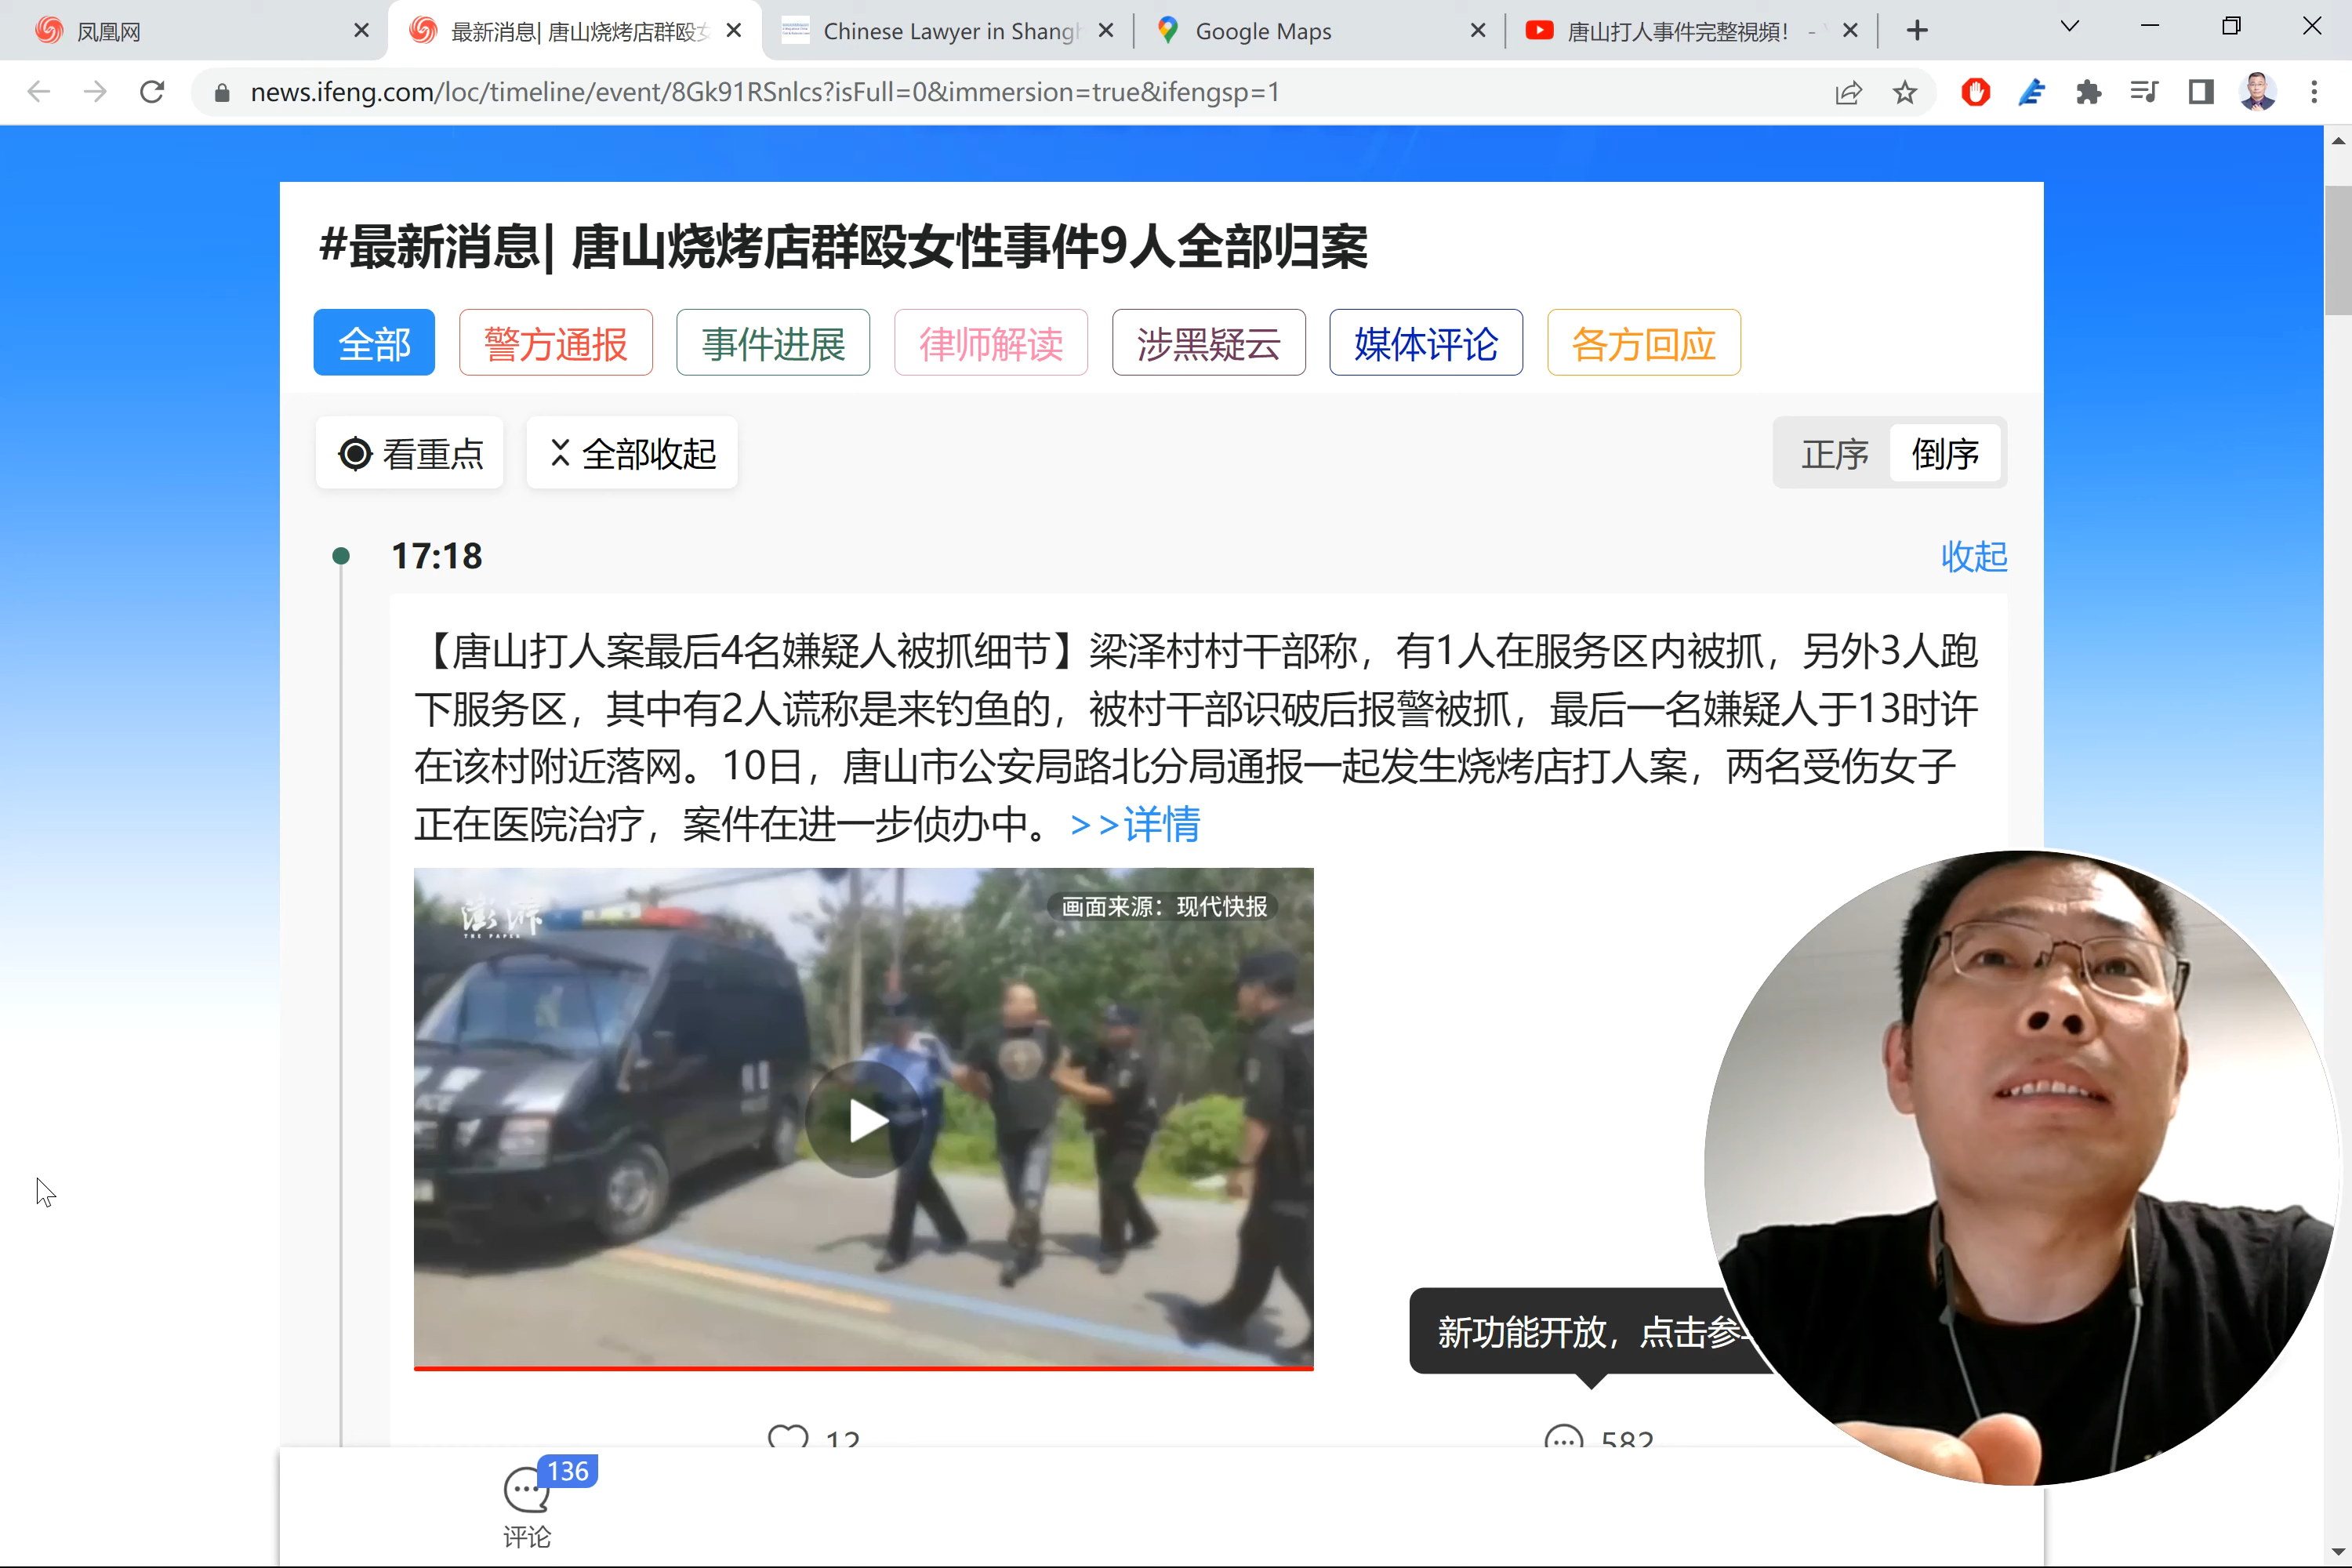 凤凰网
最新消息| 唐山烧烤店群殴女
Chinese Lawyer in Shangh
Google Maps
唐山打人事件完整視頻！ -
news.ifeng.com/loc/timeline/event/8Gk91RSnlcs?isFull=0&immersion=true&ifengsp=1
#最新消息| 唐山烧烤店群殴女性事件9人全部归案
全部 警方通报 事件进展 律师解读 涉黑疑云 媒体评论 各方回应
看重点 全部收起 正序 倒序
17:18 收起
【唐山打人案最后4名嫌疑人被抓细节】梁泽村村干部称，有1人在服务区内被抓，另外3人跑
下服务区，其中有2人谎称是来钓鱼的，被村干部识破后报警被抓，最后一名嫌疑人于13时许
在该村附近落网。10日，唐山市公安局路北分局通报一起发生烧烤店打人案，两名受伤女子
正在医院治疗，案件在进一步侦办中。>>详情
澎湃
THE PAPER
画面来源：现代快报
新功能开放，点击参
12
582
136
评论